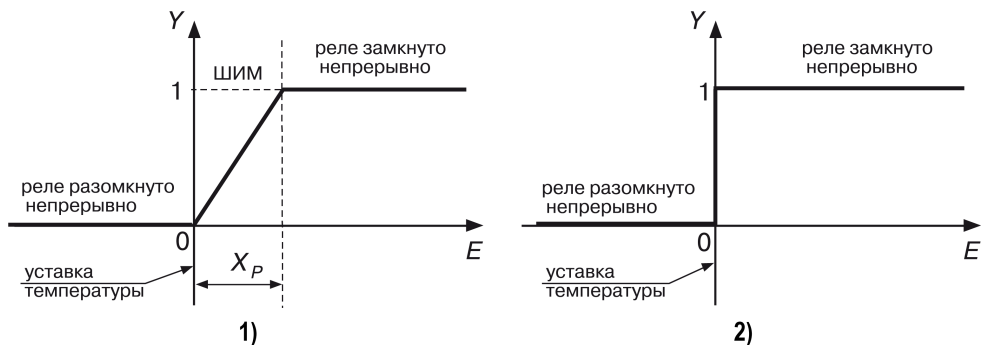 Y
реле замкнуто
непрерывно
ШИМ
1
реле разомкнуто
непрерывно
0
E
уставка
температуры
X P
1)
Y
реле замкнуто
непрерывно
1
реле разомкнуто
непрерывно
0
E
уставка
температуры
2)